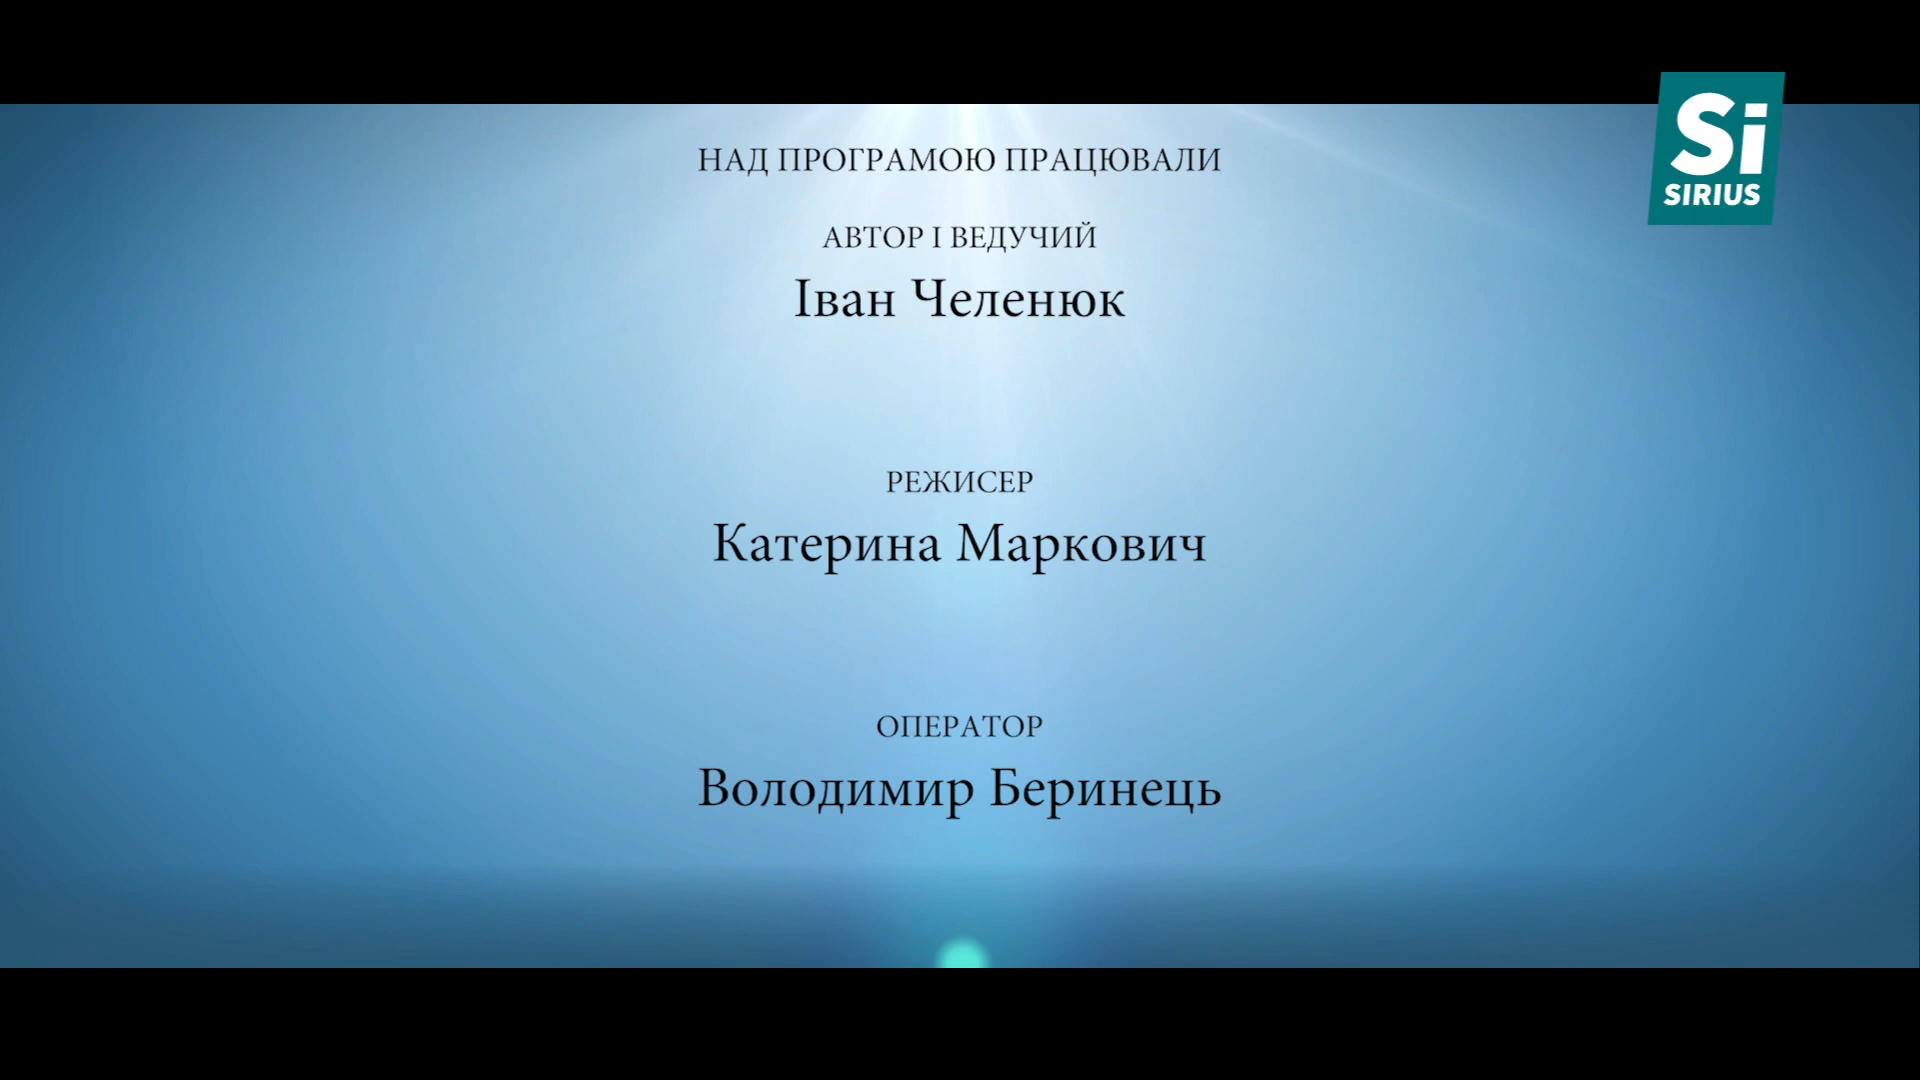 Si
SIRIUS
НАД ПРОГРАМОЮ ПРАЦЮВАЛИ
АВТОР І ВЕДУЧИЙ
Іван Челенюк
РЕЖИСЕР
Катерина Маркович
ОПЕРАТОР
Володимир Беринець